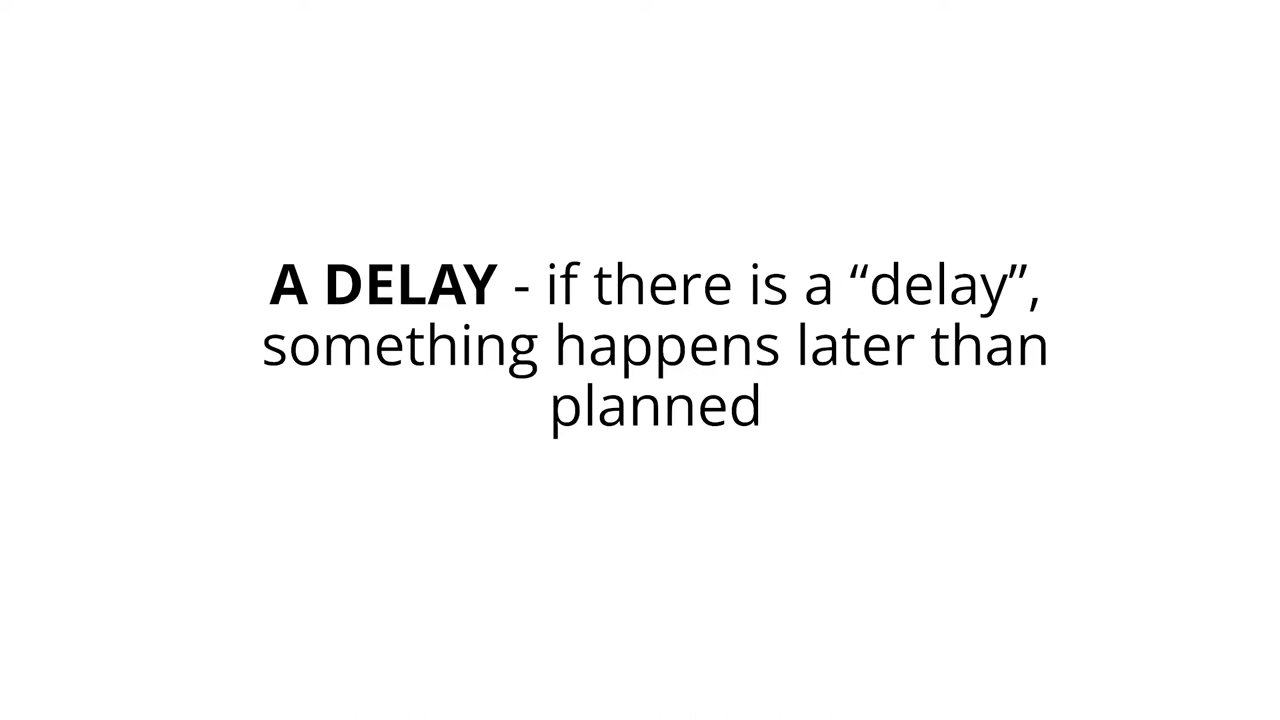 A DELAY - if there is a “delay”,
something happens later than
planned